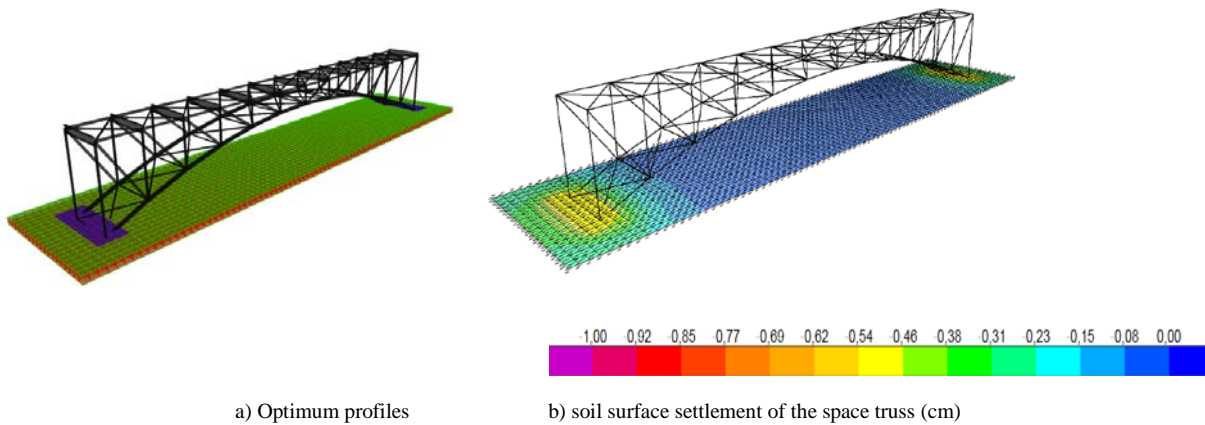 -1,00 -0,92 -0,85 -0,77 -0,69 -0,62 -0,54 -0,46 -0,38 -0,31 -0,23 -0,15 -0,08 0,00
a) Optimum profiles b) soil surface settlement of the space truss (cm)